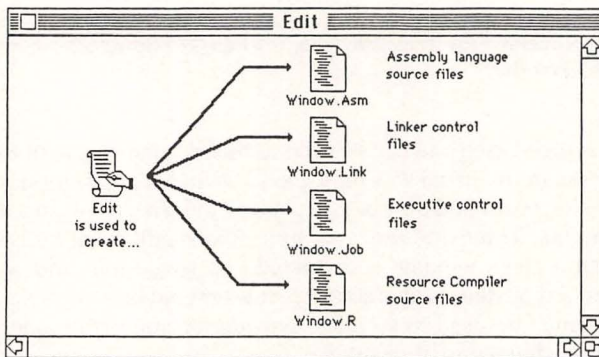 Edit
Assembly language
source files
Window.Asm
Linker control
files
Window.Link
Edit
is used to
create...
Executive control
files
Window.Job
Resource Compiler
source files
Window.R